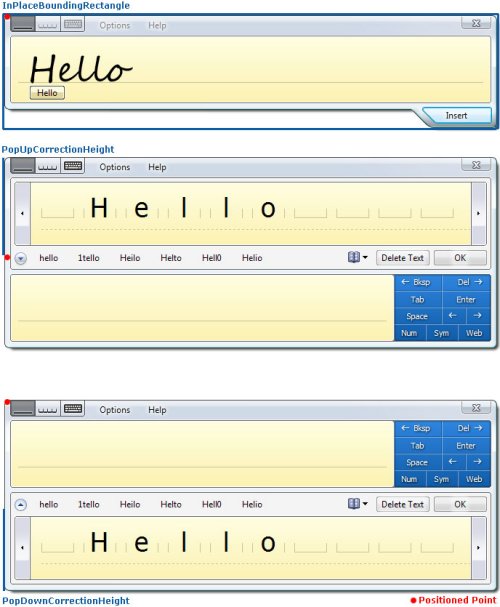 InPlaceBoundingRectangle
Options Help
Hello
Hello
Insert
PopUpCorrectionHeight
Options Help
H e l l o
hello 1tello Heilo Helto Hell0 Helio Delete Text OK
← Bksp Del →
Tab Enter
Space ← →
Num Sym Web
Options Help
← Bksp Del →
Tab Enter
Space ← →
Num Sym Web
hello 1tello Heilo Helto Hell0 Helio Delete Text OK
H e l l o
PopDownCorrectionHeight Positioned Point